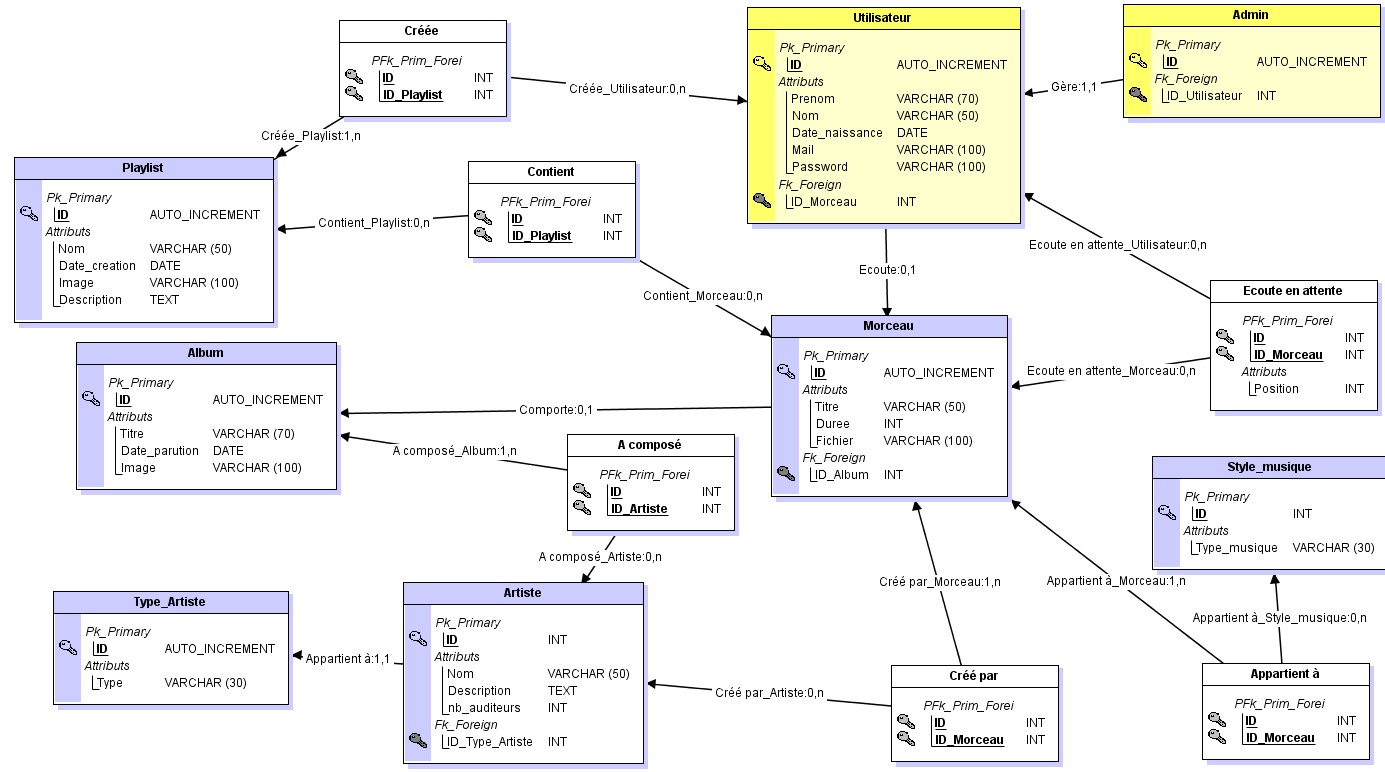 Créée
PFk_Prim_Forei
ID INT
ID_Playlist INT
Utilisateur
Pk_Primary
ID AUTO_INCREMENT
Attributs
Prenom VARCHAR (70)
Nom VARCHAR (50)
Date_naissance DATE
Mail VARCHAR (100)
Password VARCHAR (100)
Fk_Foreign
ID_Morceau INT
Admin
Pk_Primary
ID AUTO_INCREMENT
Fk_Foreign
ID_Utilisateur INT
Créée_Utilisateur:0,n
Gère:1,1
Créée_Playlist:1,n
Playlist
Pk_Primary
ID AUTO_INCREMENT
Attributs
Nom VARCHAR (50)
Date_creation DATE
Image VARCHAR (100)
Description TEXT
Contient
PFk_Prim_Forei
ID INT
ID_Playlist INT
Contient_Playlist:0,n
Contient_Morceau:0,n
Ecoute:0,1
Ecoute en attente_Utilisateur:0,n
Ecoute en attente
PFk_Prim_Forei
ID INT
ID_Morceau INT
Attributs
Position INT
Ecoute en attente_Morceau:0,n
Morceau
Pk_Primary
ID AUTO_INCREMENT
Attributs
Titre VARCHAR (50)
Duree INT
Fichier VARCHAR (100)
Fk_Foreign
ID_Album INT
Album
Pk_Primary
ID AUTO_INCREMENT
Attributs
Titre VARCHAR (70)
Date_parution DATE
Image VARCHAR (100)
Comporte:0,1
A composé_Album:1,n
A composé
PFk_Prim_Forei
ID INT
ID_Artiste INT
A composé_Artiste:0,n
Style_musique
Pk_Primary
ID INT
Attributs
Type_musique VARCHAR (30)
Créé par_Morceau:1,n
Appartient à_Morceau:1,n
Appartient à_Style_musique:0,n
Type_Artiste
Pk_Primary
ID AUTO_INCREMENT
Attributs
Type VARCHAR (30)
Appartient à:1,1
Artiste
Pk_Primary
ID INT
Attributs
Nom VARCHAR (50)
Description TEXT
nb_auditeurs INT
Fk_Foreign
ID_Type_Artiste INT
Créé par_Artiste:0,n
Créé par
PFk_Prim_Forei
ID INT
ID_Morceau INT
Appartient à
PFk_Prim_Forei
ID INT
ID_Morceau INT